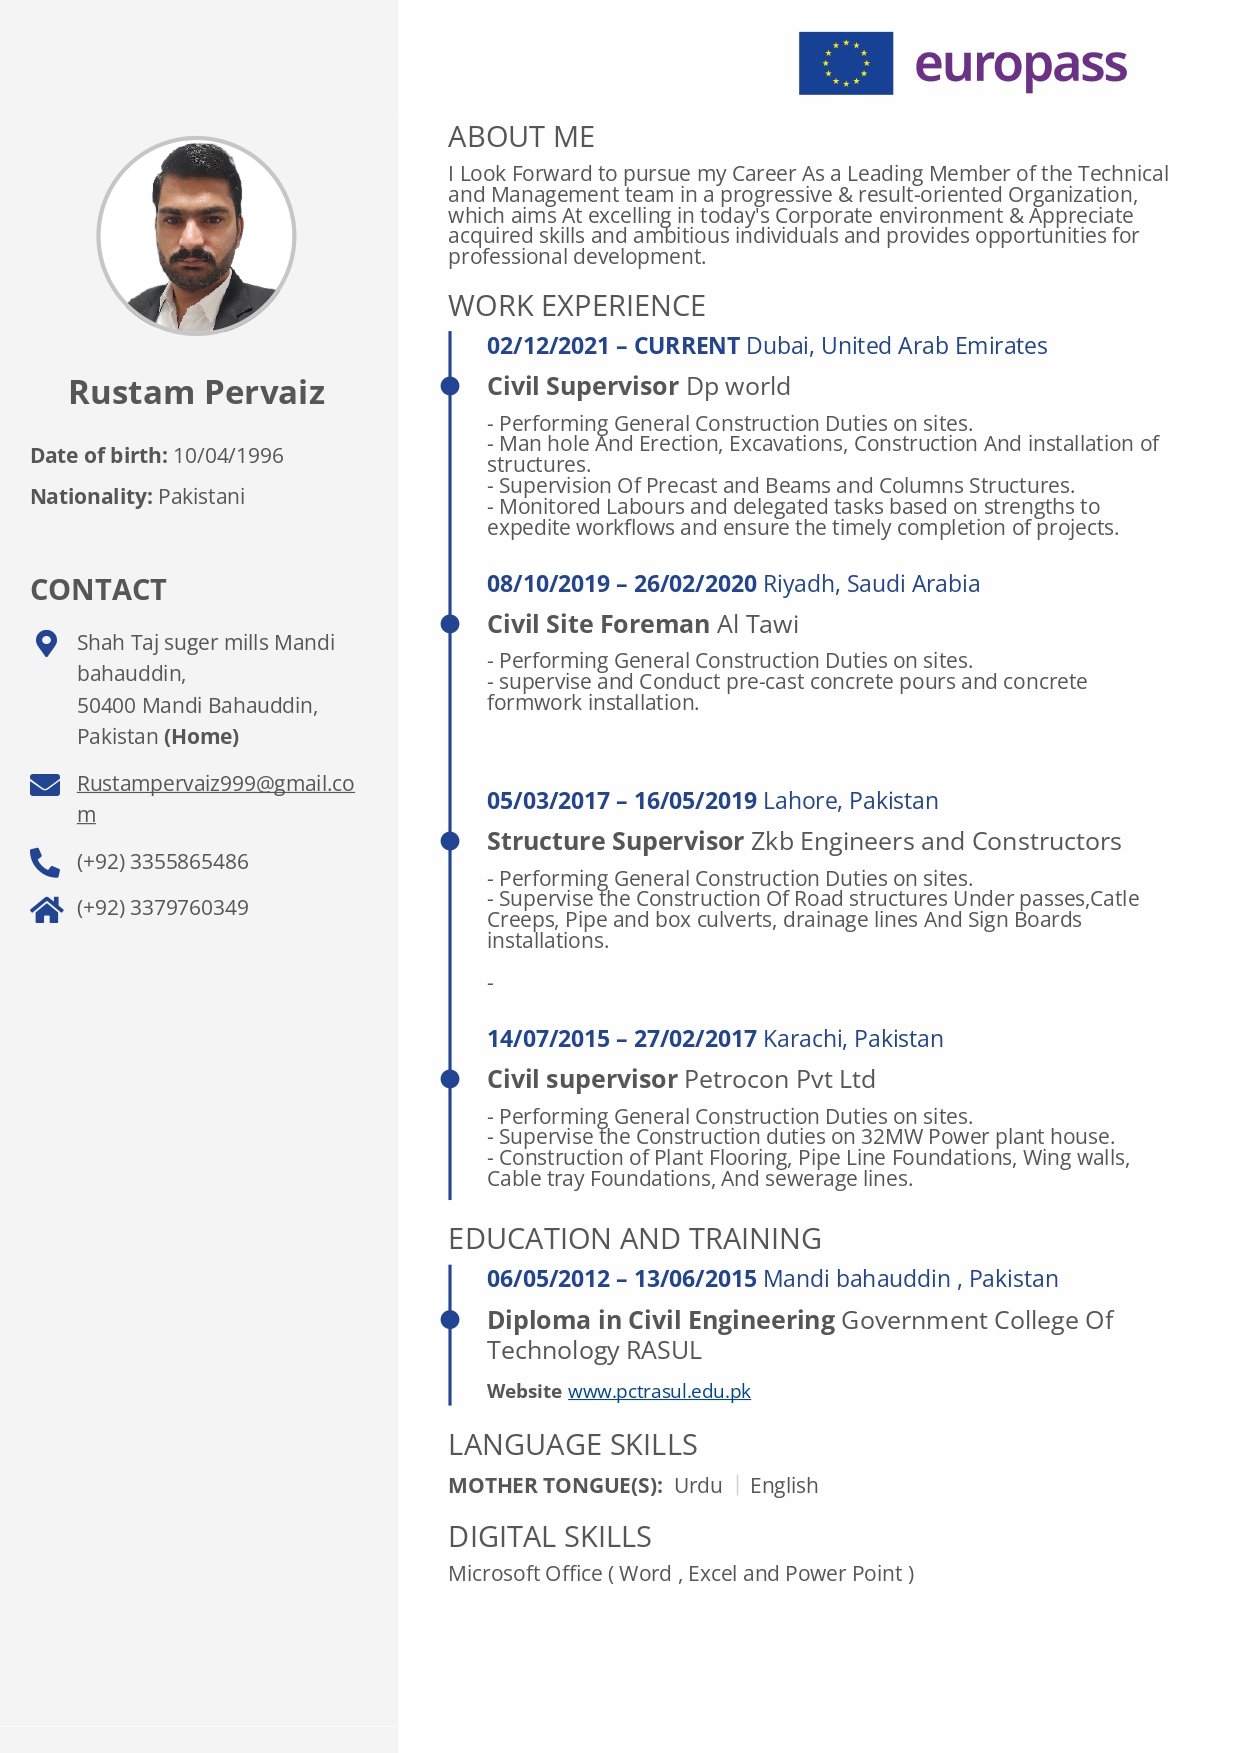 europass
Rustam Pervaiz
Date of birth: 10/04/1996
Nationality: Pakistani
CONTACT
Shah Taj suger mills Mandi
bahauddin,
50400 Mandi Bahauddin,
Pakistan (Home)
Rustampervaiz999@gmail.co
m
(+92) 3355865486
(+92) 3379760349
ABOUT ME
I Look Forward to pursue my Career As a Leading Member of the Technical
and Management team in a progressive & result-oriented Organization,
which aims At excelling in today's Corporate environment & Appreciate
acquired skills and ambitious individuals and provides opportunities for
professional development.
WORK EXPERIENCE
02/12/2021 – CURRENT Dubai, United Arab Emirates
Civil Supervisor Dp world
- Performing General Construction Duties on sites.
- Man hole And Erection, Excavations, Construction And installation of
structures.
- Supervision Of Precast and Beams and Columns Structures.
- Monitored Labours and delegated tasks based on strengths to
expedite workflows and ensure the timely completion of projects.
08/10/2019 – 26/02/2020 Riyadh, Saudi Arabia
Civil Site Foreman Al Tawi
- Performing General Construction Duties on sites.
- supervise and Conduct pre-cast concrete pours and concrete
formwork installation.
05/03/2017 – 16/05/2019 Lahore, Pakistan
Structure Supervisor Zkb Engineers and Constructors
- Performing General Construction Duties on sites.
- Supervise the Construction Of Road structures Under passes,Catle
Creeps, Pipe and box culverts, drainage lines And Sign Boards
installations.
-
14/07/2015 – 27/02/2017 Karachi, Pakistan
Civil supervisor Petrocon Pvt Ltd
- Performing General Construction Duties on sites.
- Supervise the Construction duties on 32MW Power plant house.
- Construction of Plant Flooring, Pipe Line Foundations, Wing walls,
Cable tray Foundations, And sewerage lines.
EDUCATION AND TRAINING
06/05/2012 – 13/06/2015 Mandi bahauddin , Pakistan
Diploma in Civil Engineering Government College Of
Technology RASUL
Website www.pctrasul.edu.pk
LANGUAGE SKILLS
MOTHER TONGUE(S): Urdu | English
DIGITAL SKILLS
Microsoft Office ( Word , Excel and Power Point )